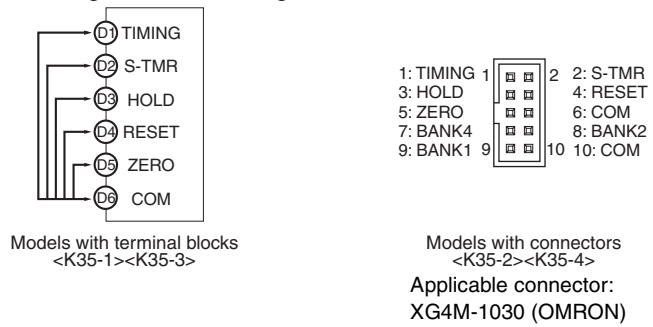 D1 TIMING
D2 S-TMR
D3 HOLD
D4 RESET
D5 ZERO
D6 COM
Models with terminal blocks
<K35-1><K35-3>
1: TIMING 1 2 2: S-TMR
3: HOLD 4: RESET
5: ZERO 6: COM
7: BANK4 8: BANK2
9: BANK1 9 10 10: COM
Models with connectors
<K35-2><K35-4>
Applicable connector:
XG4M-1030 (OMRON)